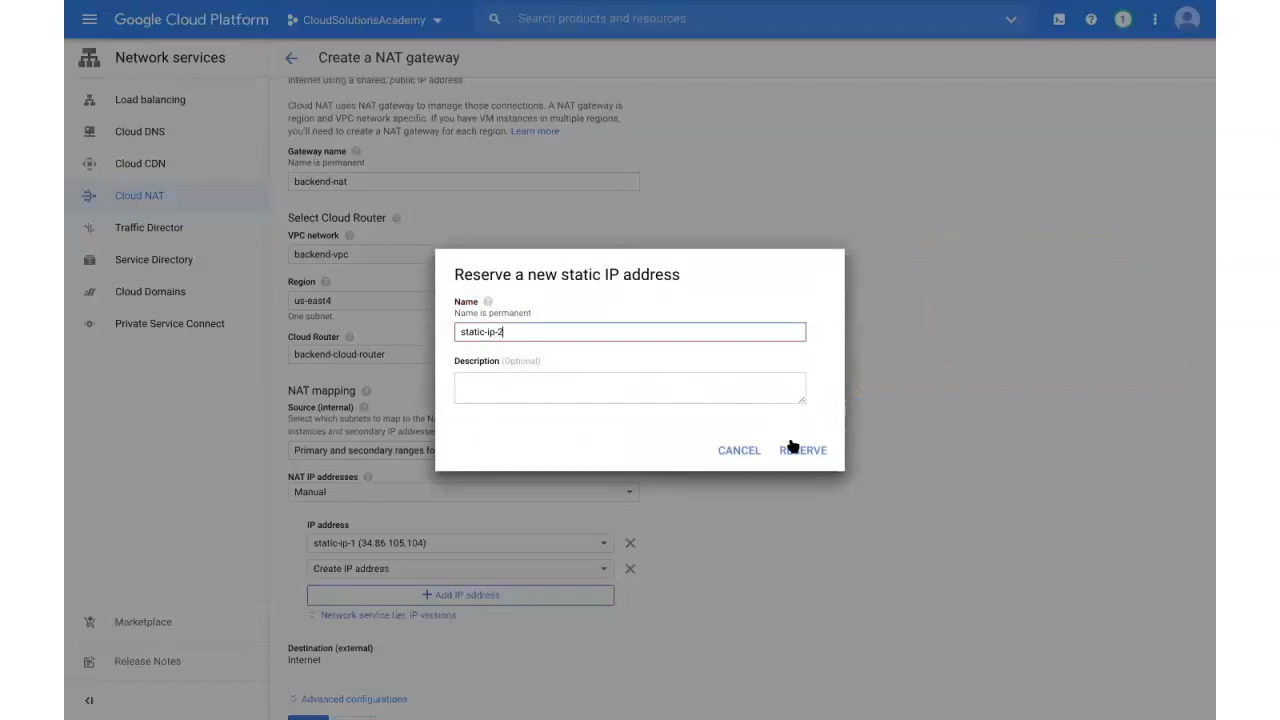 Google Cloud Platform
CloudSolutionsAcademy
Search products and resources
1
Network services
Create a NAT gateway
Load balancing
Cloud DNS
Cloud CDN
Cloud NAT
Traffic Director
Service Directory
Cloud Domains
Private Service Connect
Marketplace
Release Notes
internet using a shared, public IP address.
Cloud NAT uses NAT gateway to manage those connections. A NAT gateway is
region and VPC network specific. If you have VM instances in multiple regions,
you'll need to create a NAT gateway for each region. Learn more
Gateway name
Name is permanent
backend-nat
Select Cloud Router
VPC network
backend-vpc
Region
us-east4
One subnet.
Cloud Router
backend-cloud-router
NAT mapping
Source (internal)
Select which subnets to map to the
instances and secondary IP addresse
Primary and secondary ranges fo
NAT IP addresses
Manual
IP address
static-ip-1 (34.86.105.104)
Create IP address
Add IP address
Network service tier, IP versions
Destination (external)
Internet
Advanced configurations
Reserve a new static IP address
Name
Name is permanent
static-ip-2
Description (Optional)
CANCEL
RESERVE